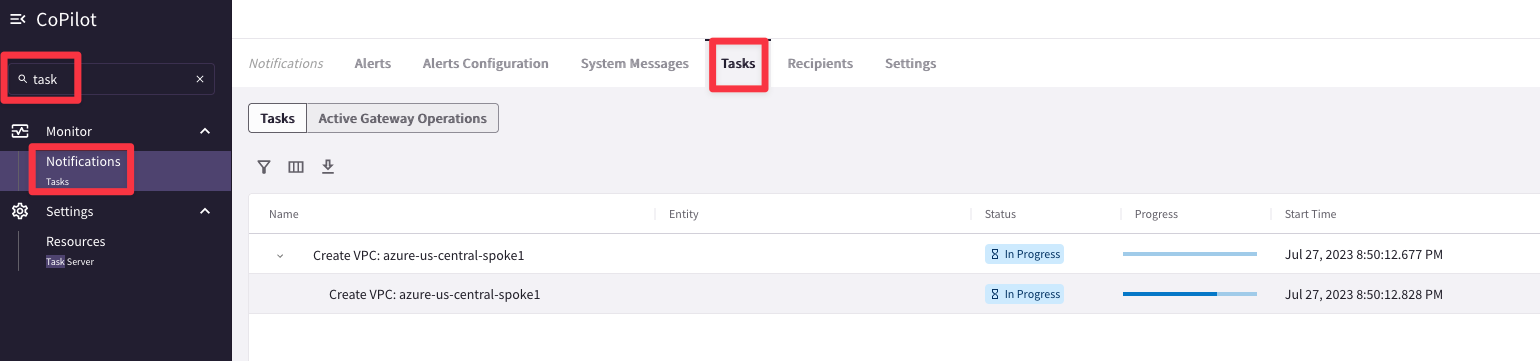 CoPilot
task
Monitor
Notifications
Tasks
Settings
Resources
Task Server
Notifications Alerts Alerts Configuration System Messages Tasks Recipients Settings
Tasks Active Gateway Operations
Name Entity Status Progress Start Time
Create VPC: azure-us-central-spoke1 In Progress Jul 27, 2023 8:50:12.677 PM
Create VPC: azure-us-central-spoke1 In Progress Jul 27, 2023 8:50:12.828 PM